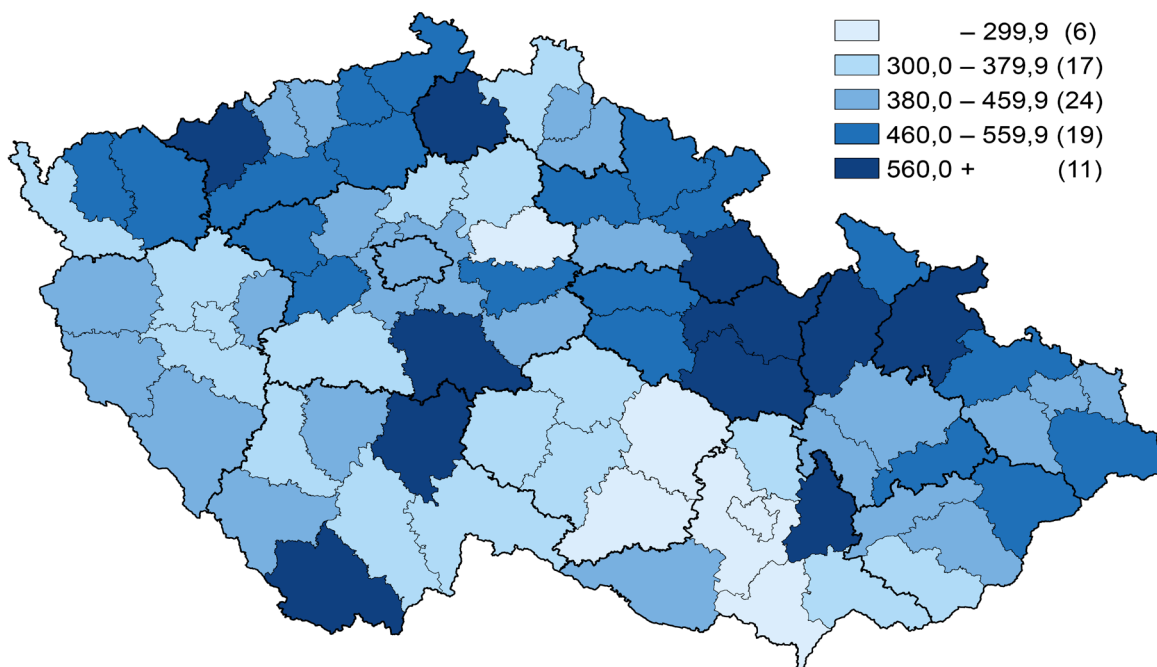 – 299,9 (6)
300,0 – 379,9 (17)
380,0 – 459,9 (24)
460,0 – 559,9 (19)
560,0 + (11)